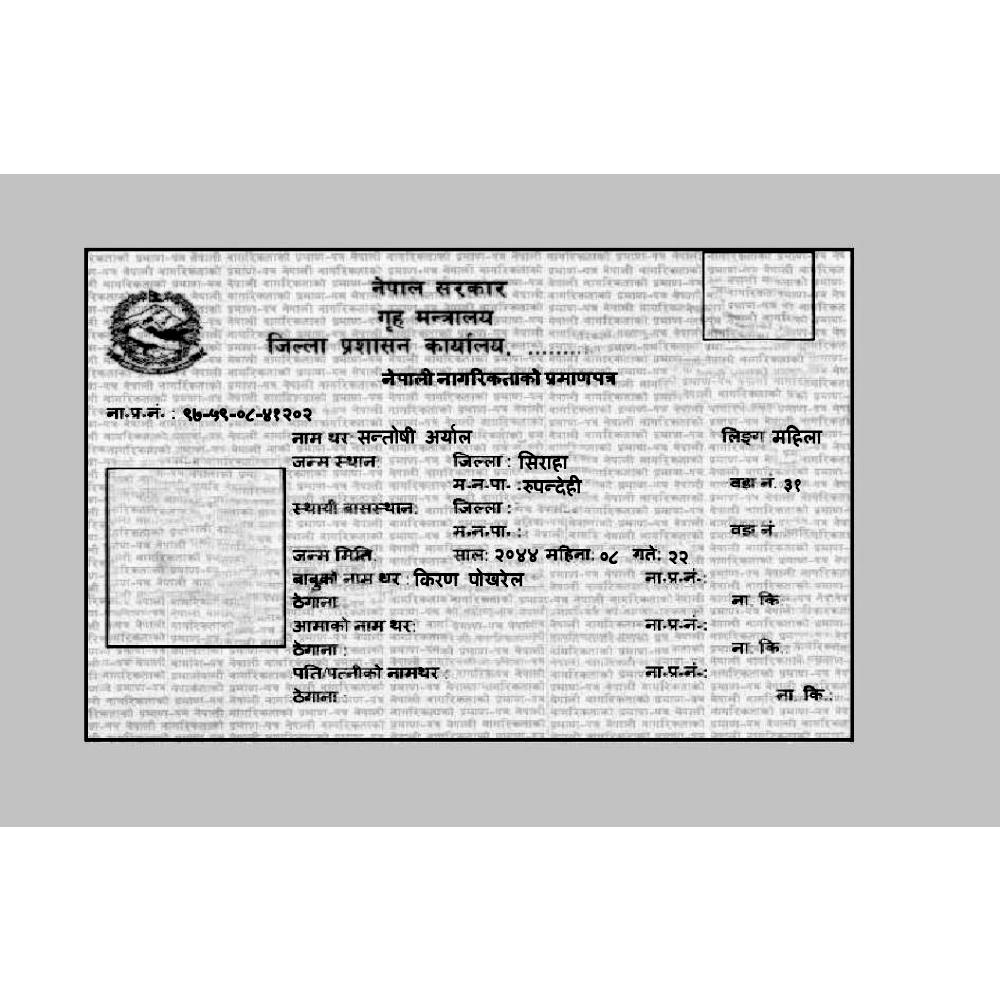 नेपाल सरकार
गृह मन्त्रालय
जिल्ला प्रशासन कार्यालय, .........
नेपाली नागरिकताको प्रमाणपत्र
ना.प्र.नं. : ९७-५९-०८-४१२०२
नाम थर सन्तोषी अर्याल लिङ्ग महिला
जन्म स्थान: जिल्ला : सिराहा
म.न.पा. :रुपन्देही वडा नं. ३१
स्थायी बासस्थान: जिल्ला :
म.न.पा. : वडा नं
जन्म मिति साल: २०४४ महिना: ०८ गते: २२
बाबुको नाम थर : किरण पोखरेल ना.प्र.नं.:
ठेगाना ना. कि.
आमाको नाम थर: ना.प्र.नं.:
ठेगाना : ना. कि.:
पति/पत्नीको नामथर : ना.प्र.नं.:
ठेगाना : ना. कि.: